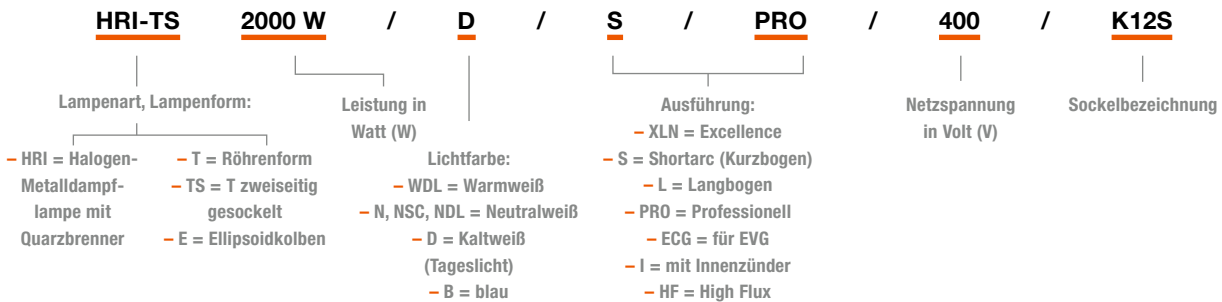 HRI-TS 2000 W / D / S / PRO / 400 / K12S
Lampenart, Lampenform:
– HRI = Halogen-
Metalldampf-
lampe mit
Quarzbrenner
– T = Röhrenform
– TS = T zweiseitig
gesockelt
– E = Ellipsoidkolben
Leistung in
Watt (W)
Lichtfarbe:
– WDL = Warmweiß
– N, NSC, NDL = Neutralweiß
– D = Kaltweiß
(Tageslicht)
– B = blau
Ausführung:
– XLN = Excellence
– S = Shortarc (Kurzbogen)
– L = Langbogen
– PRO = Professionell
– ECG = für EVG
– I = mit Innenzünder
– HF = High Flux
Netzspannung
in Volt (V)
Sockelbezeichnung